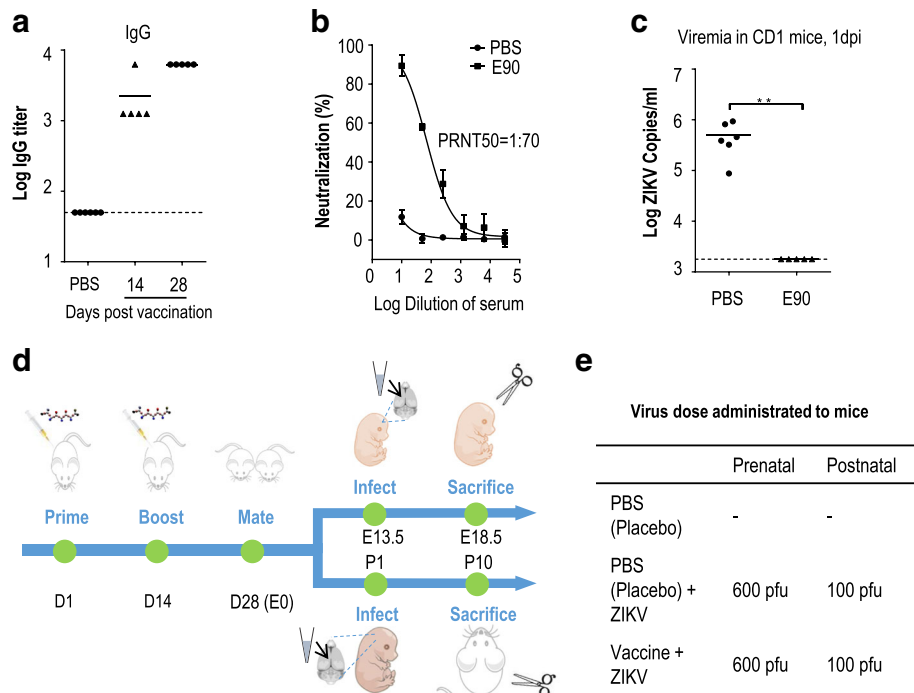 a
IgG
Log IgG titer
4
3
2
1
PBS
14
28
Days post vaccination
b
PBS
E90
Neutralization (%)
100
80
60
40
20
0
PRNT50=1:70
0 1 2 3 4 5
Log Dilution of serum
c
Viremia in CD1 mice, 1dpi
**
Log ZIKV Copies/ml
7
6
5
4
3
PBS
E90
d
Infect
Sacrifice
Prime
Boost
Mate
E13.5
E18.5
P1
P10
D1
D14
D28 (E0)
Infect
Sacrifice
e
Virus dose administrated to mice
Prenatal Postnatal
PBS
(Placebo)
- -
PBS
(Placebo) +
ZIKV
600 pfu 100 pfu
Vaccine +
ZIKV
600 pfu 100 pfu